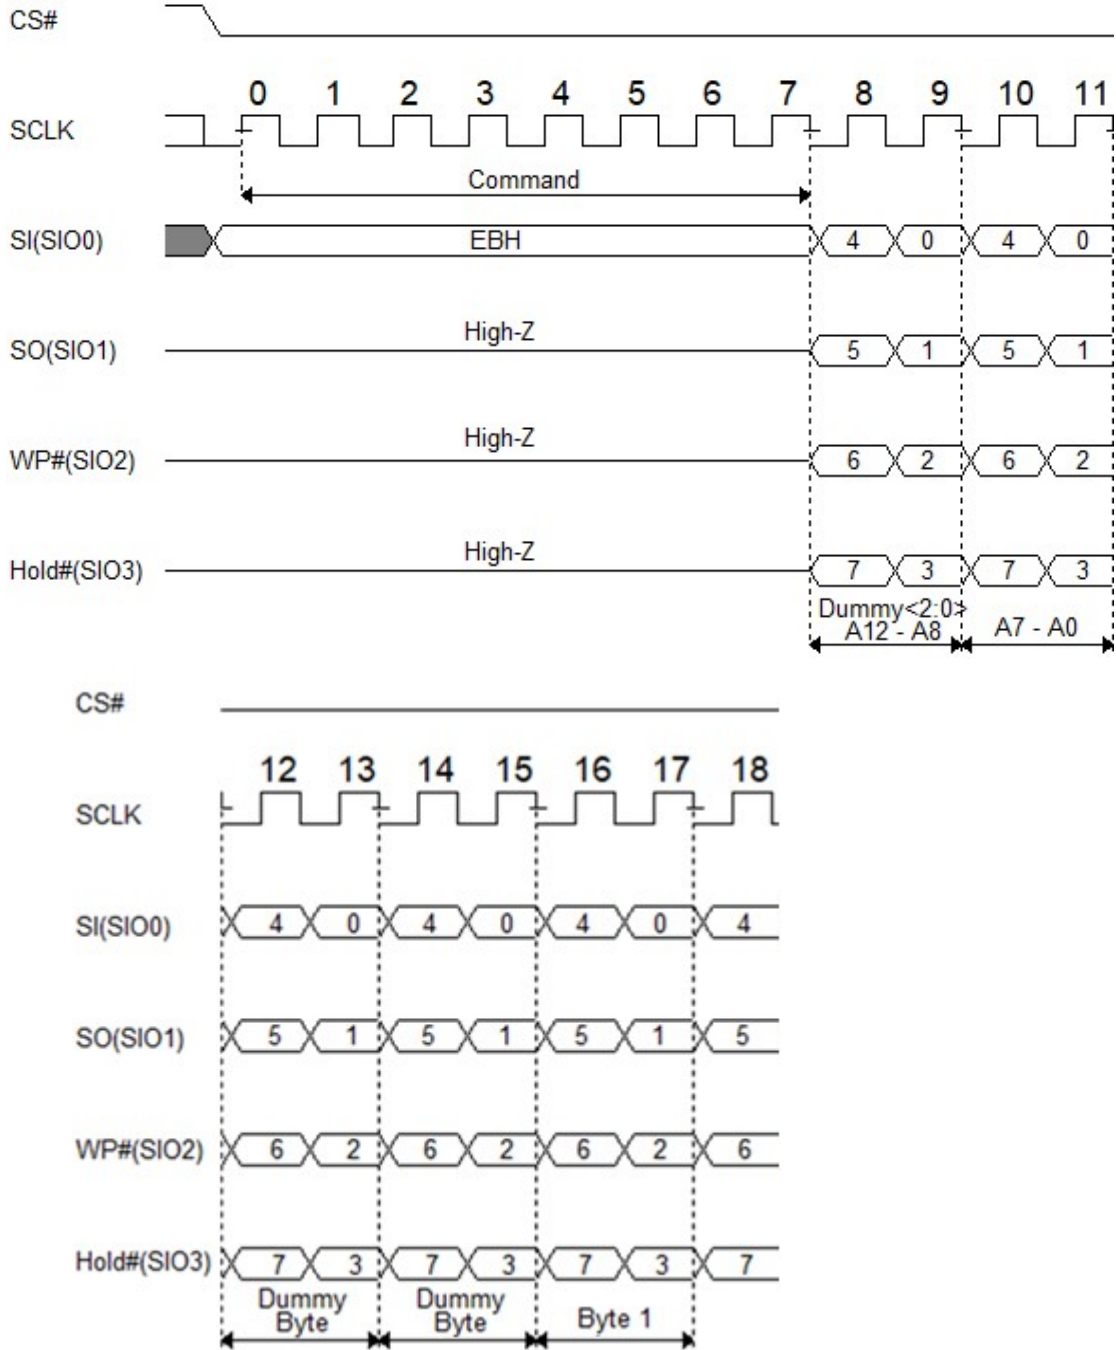 CS#
0 1 2 3 4 5 6 7 8 9 10 11
SCLK
Command
SI(SIO0) EBH 4 0 4 0
High-Z
SO(SIO1) 5 1 5 1
High-Z
WP#(SIO2) 6 2 6 2
High-Z
Hold#(SIO3) 7 3 7 3
Dummy<2:0>
A12 - A8 A7 - A0
CS#
12 13 14 15 16 17 18
SCLK
SI(SIO0) 4 0 4 0 4 0 4
SO(SIO1) 5 1 5 1 5 1 5
WP#(SIO2) 6 2 6 2 6 2 6
Hold#(SIO3) 7 3 7 3 7 3 7
Dummy Dummy
Byte Byte Byte 1